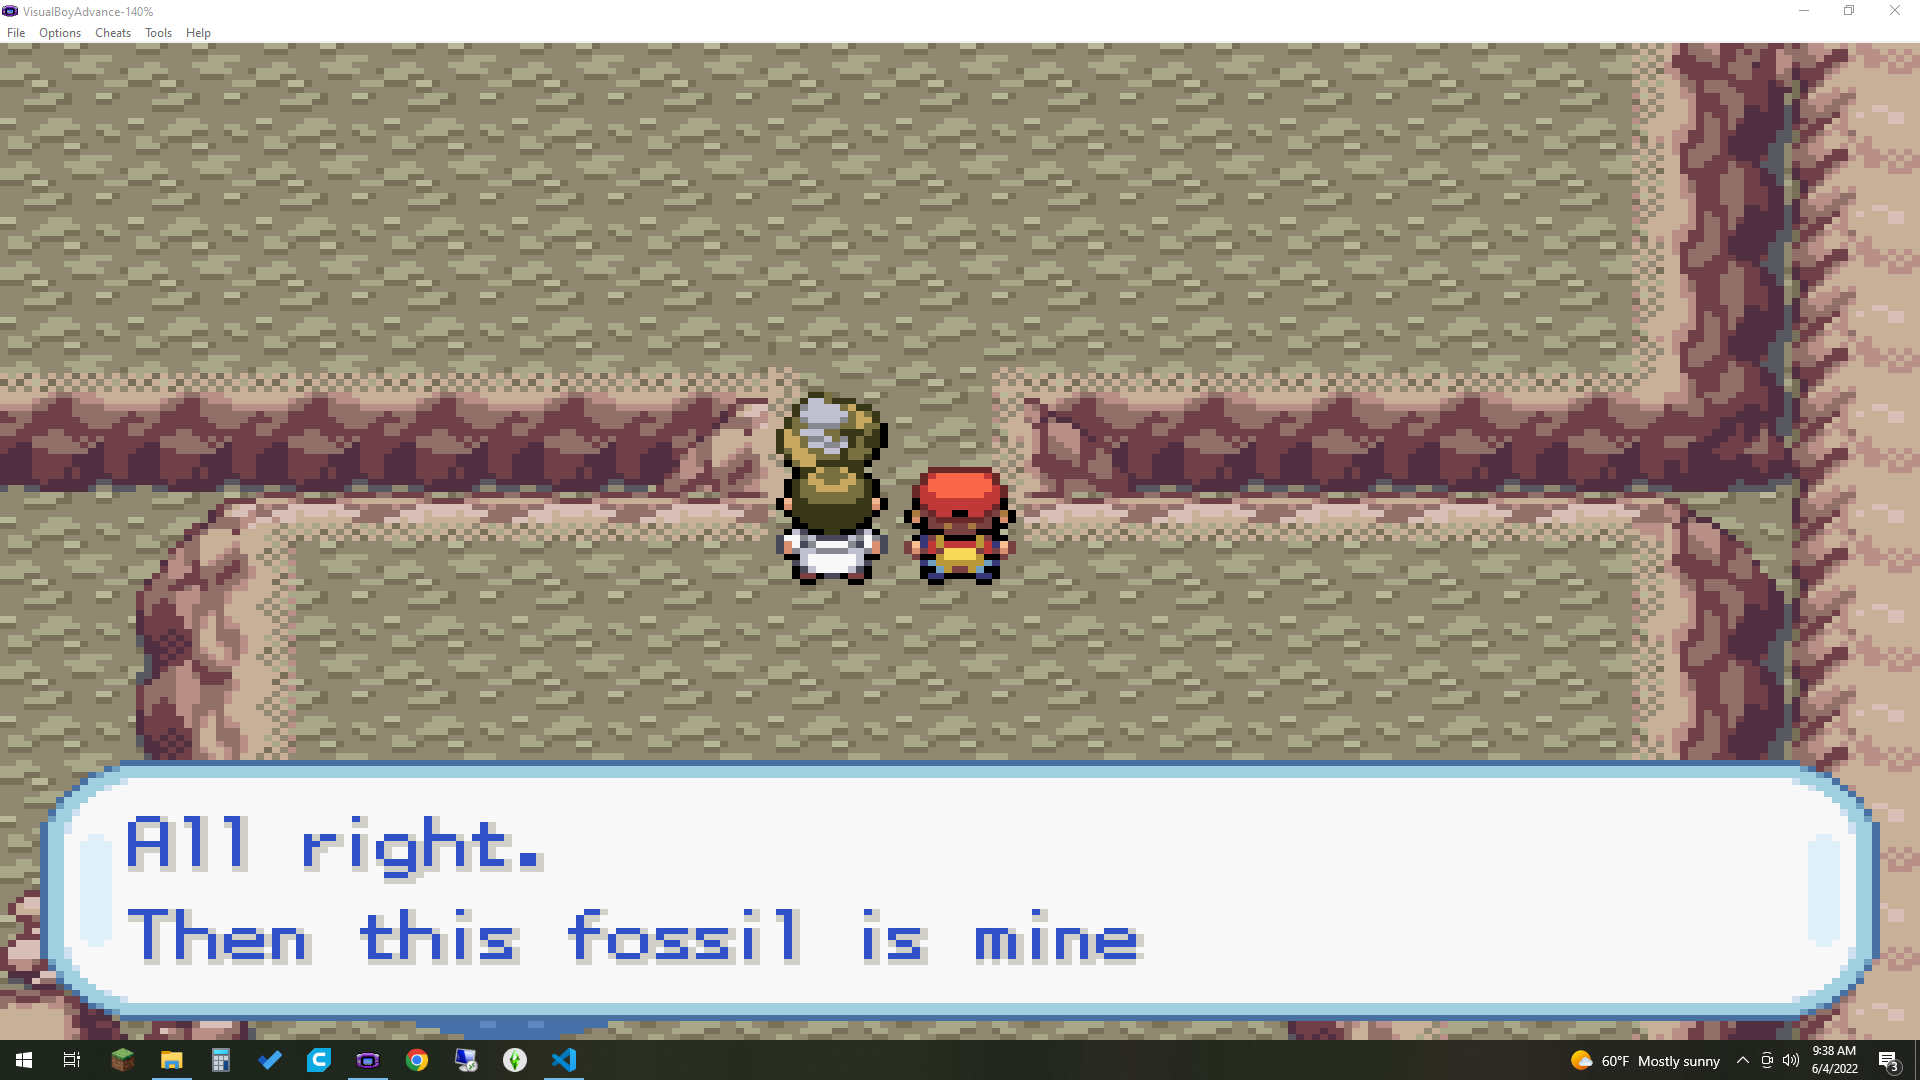 VisualBoyAdvance-140%
File Options Cheats Tools Help
All right.
Then this fossil is mine
60°F Mostly sunny
9:38 AM
6/4/2022
3